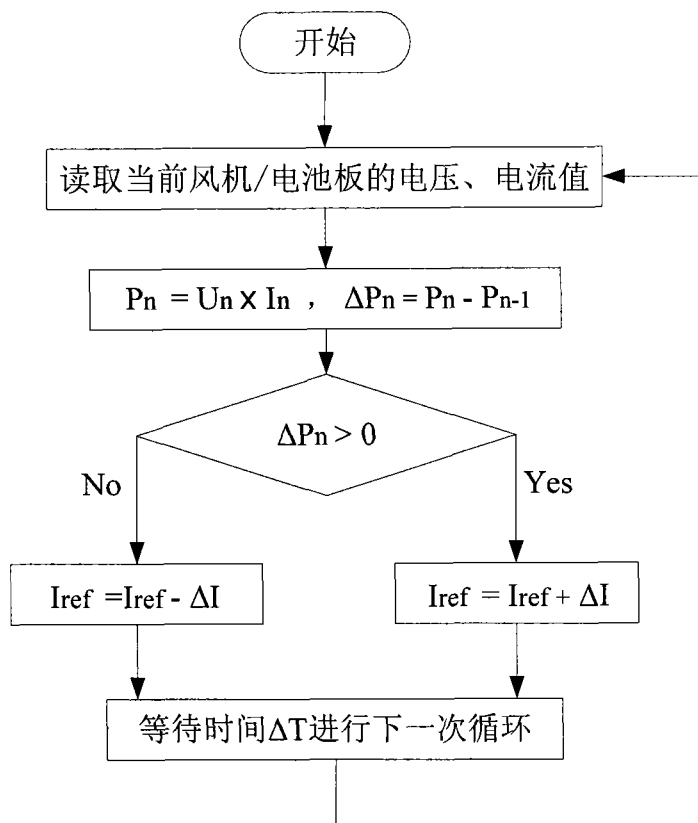 开始
读取当前风机/电池板的电压、电流值
Pn = Un × In ， ΔPn = Pn - Pn-1
ΔPn > 0
No
Yes
Iref =Iref - ΔI
Iref = Iref + ΔI
等待时间ΔT进行下一次循环